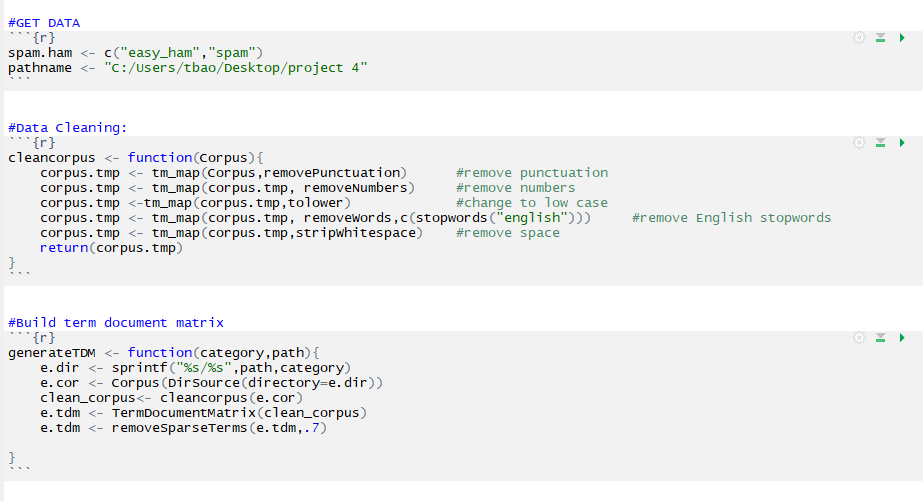 #GET DATA
```{r}
spam.ham <- c("easy_ham","spam")
pathname <- "C:/Users/tbao/Desktop/project 4"
```
#Data Cleaning:
```{r}
cleancorpus <- function(Corpus){
    corpus.tmp <- tm_map(Corpus,removePunctuation)      #remove punctuation
    corpus.tmp <- tm_map(corpus.tmp, removeNumbers)     #remove numbers
    corpus.tmp <-tm_map(corpus.tmp,tolower)             #change to low case
    corpus.tmp <- tm_map(corpus.tmp, removeWords,c(stopwords("english")))     #remove English stopwords
    corpus.tmp <- tm_map(corpus.tmp,stripWhitespace)    #remove space
    return(corpus.tmp)
}
```
#Build term document matrix
```{r}
generateTDM <- function(category,path){
    e.dir <- sprintf("%s/%s",path,category)
    e.cor <- Corpus(DirSource(directory=e.dir))
    clean_corpus<- cleancorpus(e.cor)
    e.tdm <- TermDocumentMatrix(clean_corpus)
    e.tdm <- removeSparseTerms(e.tdm,.7)
}
```